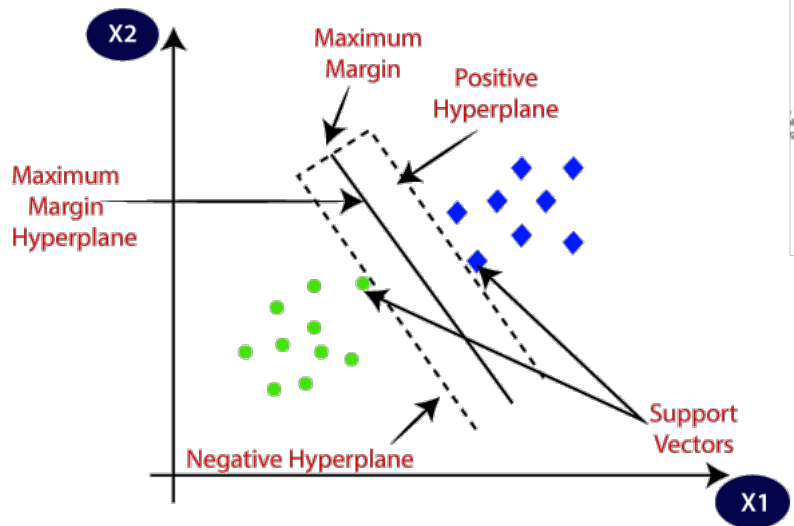 X2
Maximum
Margin
Positive
Hyperplane
Maximum
Margin
Hyperplane
Support
Vectors
Negative Hyperplane
X1